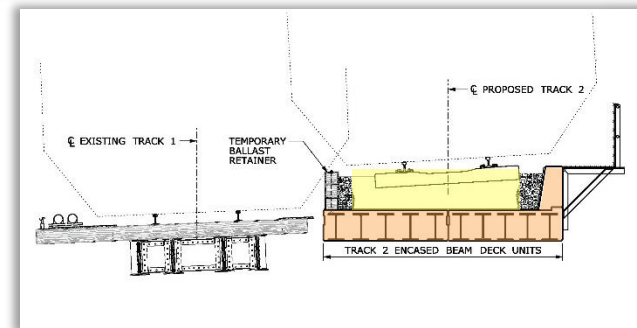 ℄ PROPOSED TRACK 2
℄ EXISTING TRACK 1
TEMPORARY
BALLAST
RETAINER
TRACK 2 ENCASED BEAM DECK UNITS